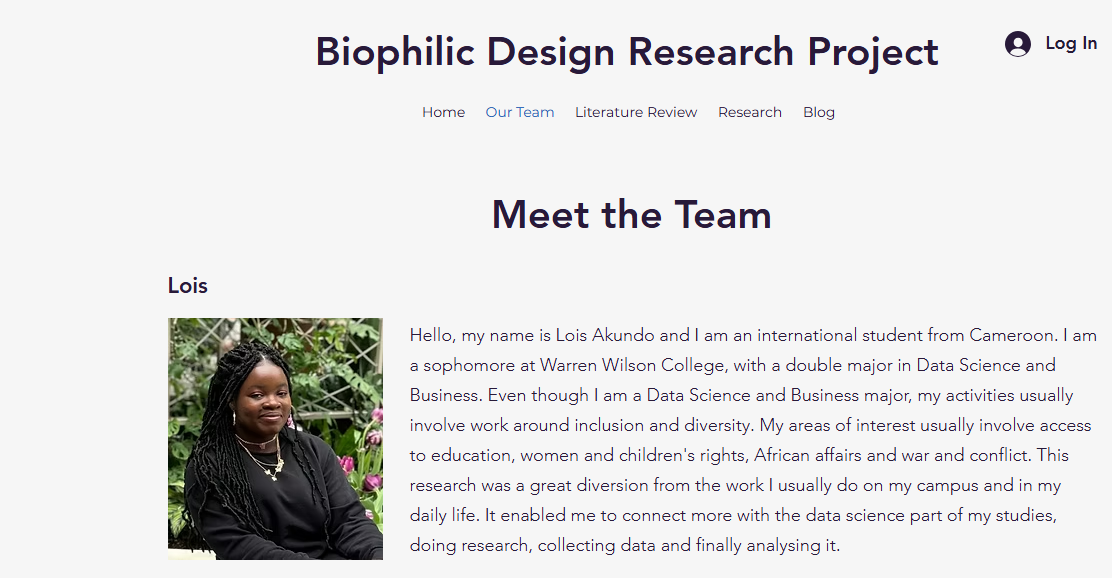 Biophilic Design Research Project
Log In
Home Our Team Literature Review Research Blog
Meet the Team
Lois
Hello, my name is Lois Akundo and I am an international student from Cameroon. I am
a sophomore at Warren Wilson College, with a double major in Data Science and
Business. Even though I am a Data Science and Business major, my activities usually
involve work around inclusion and diversity. My areas of interest usually involve access
to education, women and children's rights, African affairs and war and conflict. This
research was a great diversion from the work I usually do on my campus and in my
daily life. It enabled me to connect more with the data science part of my studies,
doing research, collecting data and finally analysing it.